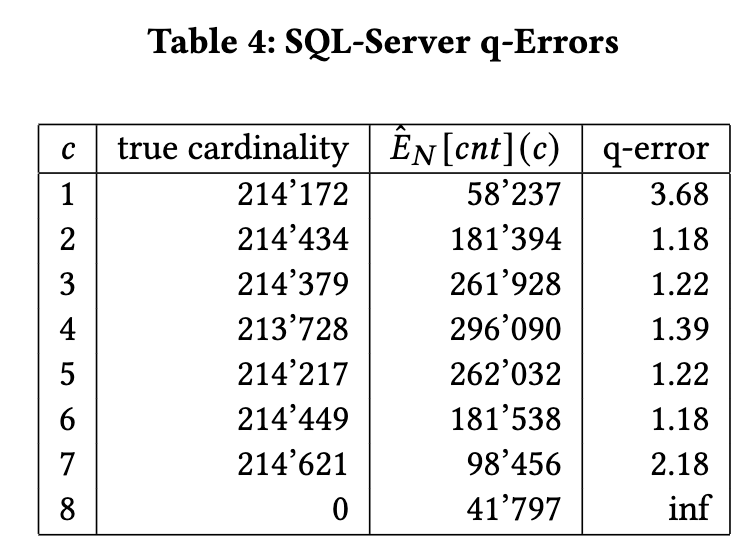 Table 4: SQL-Server q-Errors
c true cardinality Ê_N[cnt](c) q-error
1 214’172 58’237 3.68
2 214’434 181’394 1.18
3 214’379 261’928 1.22
4 213’728 296’090 1.39
5 214’217 262’032 1.22
6 214’449 181’538 1.18
7 214’621 98’456 2.18
8 0 41’797 inf